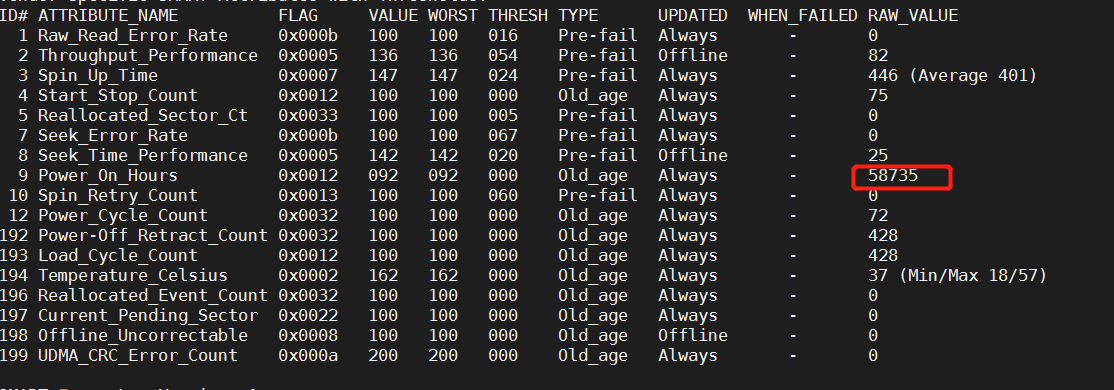 ID# ATTRIBUTE_NAME FLAG VALUE WORST THRESH TYPE UPDATED WHEN_FAILED RAW_VALUE
1 Raw_Read_Error_Rate 0x000b 100 100 016 Pre-fail Always - 0
2 Throughput_Performance 0x0005 136 136 054 Pre-fail Offline - 82
3 Spin_Up_Time 0x0007 147 147 024 Pre-fail Always - 446 (Average 401)
4 Start_Stop_Count 0x0012 100 100 000 Old_age Always - 75
5 Reallocated_Sector_Ct 0x0033 100 100 005 Pre-fail Always - 0
7 Seek_Error_Rate 0x000b 100 100 067 Pre-fail Always - 0
8 Seek_Time_Performance 0x0005 142 142 020 Pre-fail Offline - 25
9 Power_On_Hours 0x0012 092 092 000 Old_age Always - 58735
10 Spin_Retry_Count 0x0013 100 100 060 Pre-fail Always - 0
12 Power_Cycle_Count 0x0032 100 100 000 Old_age Always - 72
192 Power-Off_Retract_Count 0x0032 100 100 000 Old_age Always - 428
193 Load_Cycle_Count 0x0012 100 100 000 Old_age Always - 428
194 Temperature_Celsius 0x0002 162 162 000 Old_age Always - 37 (Min/Max 18/57)
196 Reallocated_Event_Count 0x0032 100 100 000 Old_age Always - 0
197 Current_Pending_Sector 0x0022 100 100 000 Old_age Always - 0
198 Offline_Uncorrectable 0x0008 100 100 000 Old_age Offline - 0
199 UDMA_CRC_Error_Count 0x000a 200 200 000 Old_age Always - 0